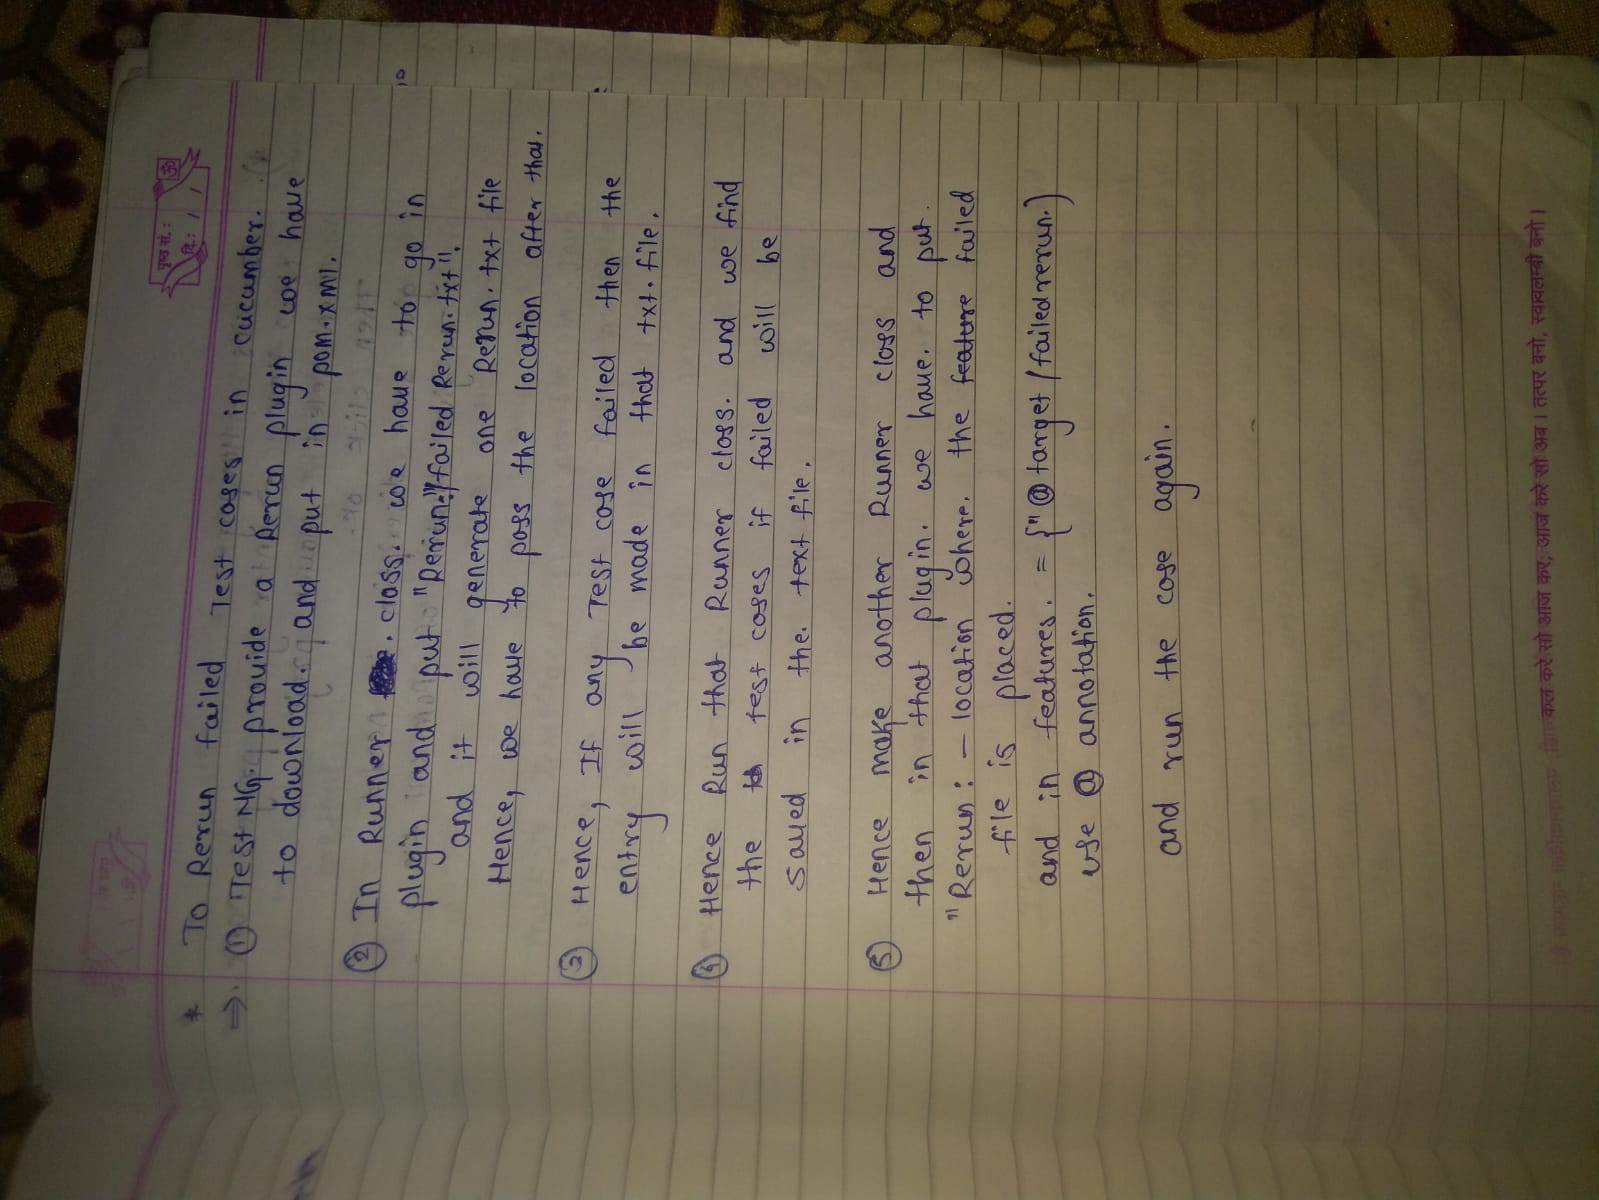 पृष्ठ सं.:
दि.: / /
* To Rerun failed Test cases in cucumber.
⇒ ① Test NG provide a Rerun plugin we have
to download and put in pom.xml.
② In Runner class. we have to go in
plugin and put "Rerun:/failed Rerun.txt".
and it will generate one Rerun.txt file
Hence, we have to pass the location after that.
③ Hence, If any Test case failed then the
entry will be made in that txt.file.
④ Hence Run that Runner class. and we find
the test cases if failed will be
saved in the. text file.
⑤ Hence make another Runner class and
then in that plugin. we have. to put.
"Rerun: - location where. the feature failed
file is placed.
and in features. = {"@target/failedrerun.}
use @ annotation.
and run the case again.
कल करे सो आज कर, आज करे सो अब। तत्पर बनो, स्वावलम्बी बनो।